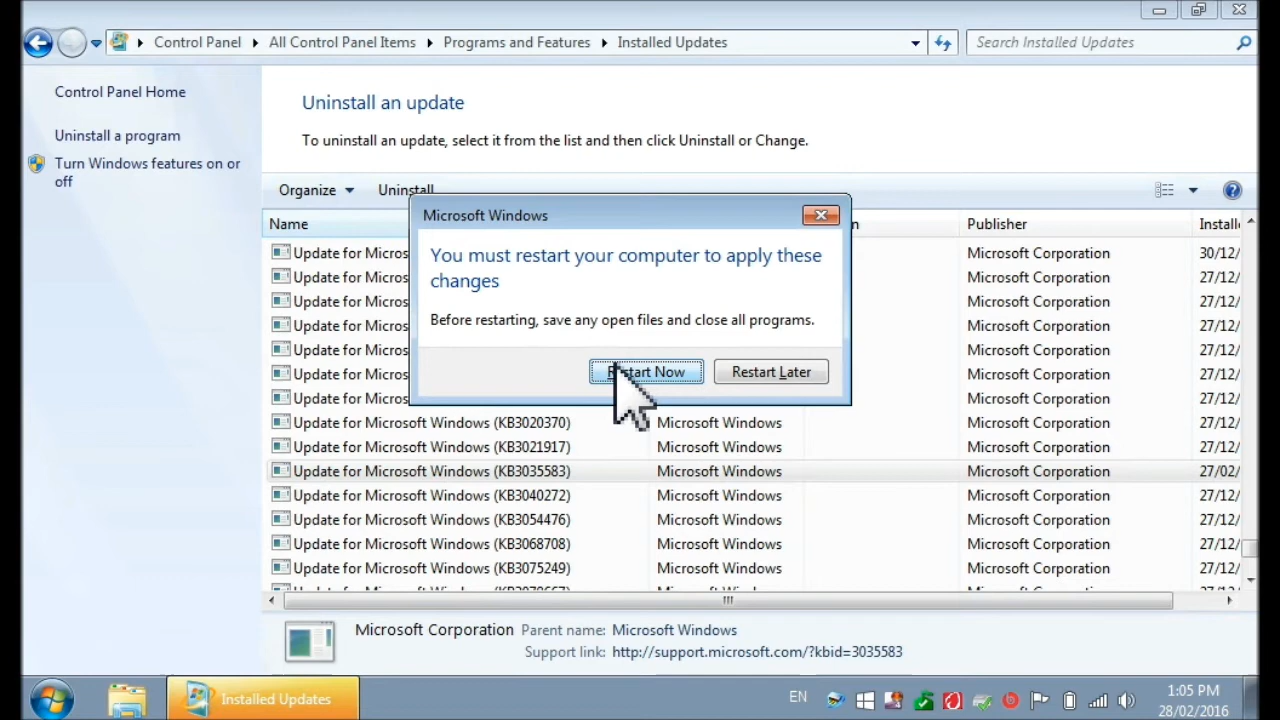 Control Panel All Control Panel Items Programs and Features Installed Updates Search Installed Updates
Control Panel Home
Uninstall a program
Turn Windows features on or
off
Uninstall an update
To uninstall an update, select it from the list and then click Uninstall or Change.
Organize Uninstall
Name Publisher
Update for Microsoft Corporation 30/12/
Update for Microsoft Corporation 27/12/
Update for Microsoft Corporation 27/12/
Update for Microsoft Corporation 27/12/
Update for Microsoft Corporation 27/12/
Update for Microsoft Corporation 27/12/
Update for Microsoft Corporation 27/12/
Update for Microsoft Windows (KB3020370) Microsoft Windows Microsoft Corporation 27/12/
Update for Microsoft Windows (KB3021917) Microsoft Windows Microsoft Corporation 27/12/
Update for Microsoft Windows (KB3035583) Microsoft Windows Microsoft Corporation 27/02/
Update for Microsoft Windows (KB3040272) Microsoft Windows Microsoft Corporation 27/12/
Update for Microsoft Windows (KB3054476) Microsoft Windows Microsoft Corporation 27/12/
Update for Microsoft Windows (KB3068708) Microsoft Windows Microsoft Corporation 27/12/
Update for Microsoft Windows (KB3075249) Microsoft Windows Microsoft Corporation 27/12/
Microsoft Windows
You must restart your computer to apply these
changes
Before restarting, save any open files and close all programs.
Restart Now Restart Later
Microsoft Corporation Parent name: Microsoft Windows
Support link: http://support.microsoft.com/?kbid=3035583
Installed Updates
EN
1:05 PM
28/02/2016